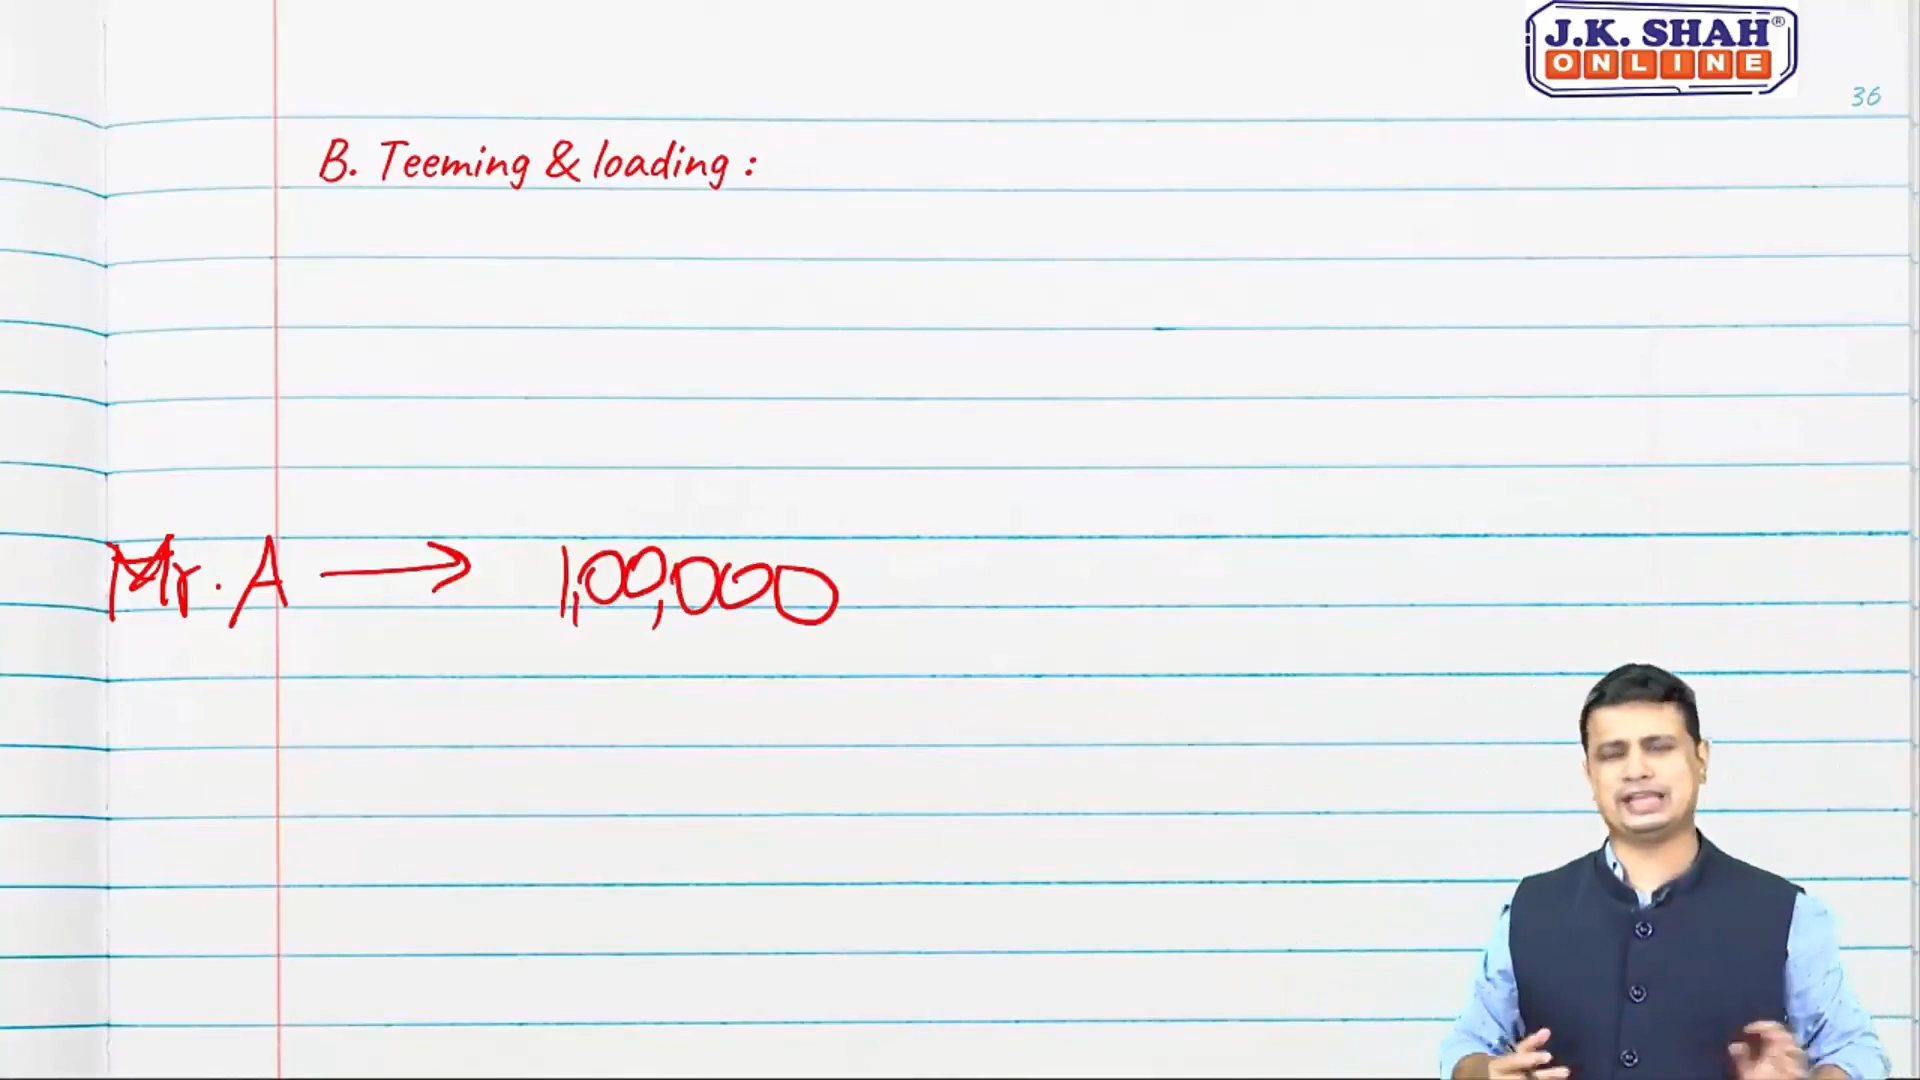 J.K. SHAH®
ONLINE
36
B. Teeming & loading :
Mr. A → 1,00,000